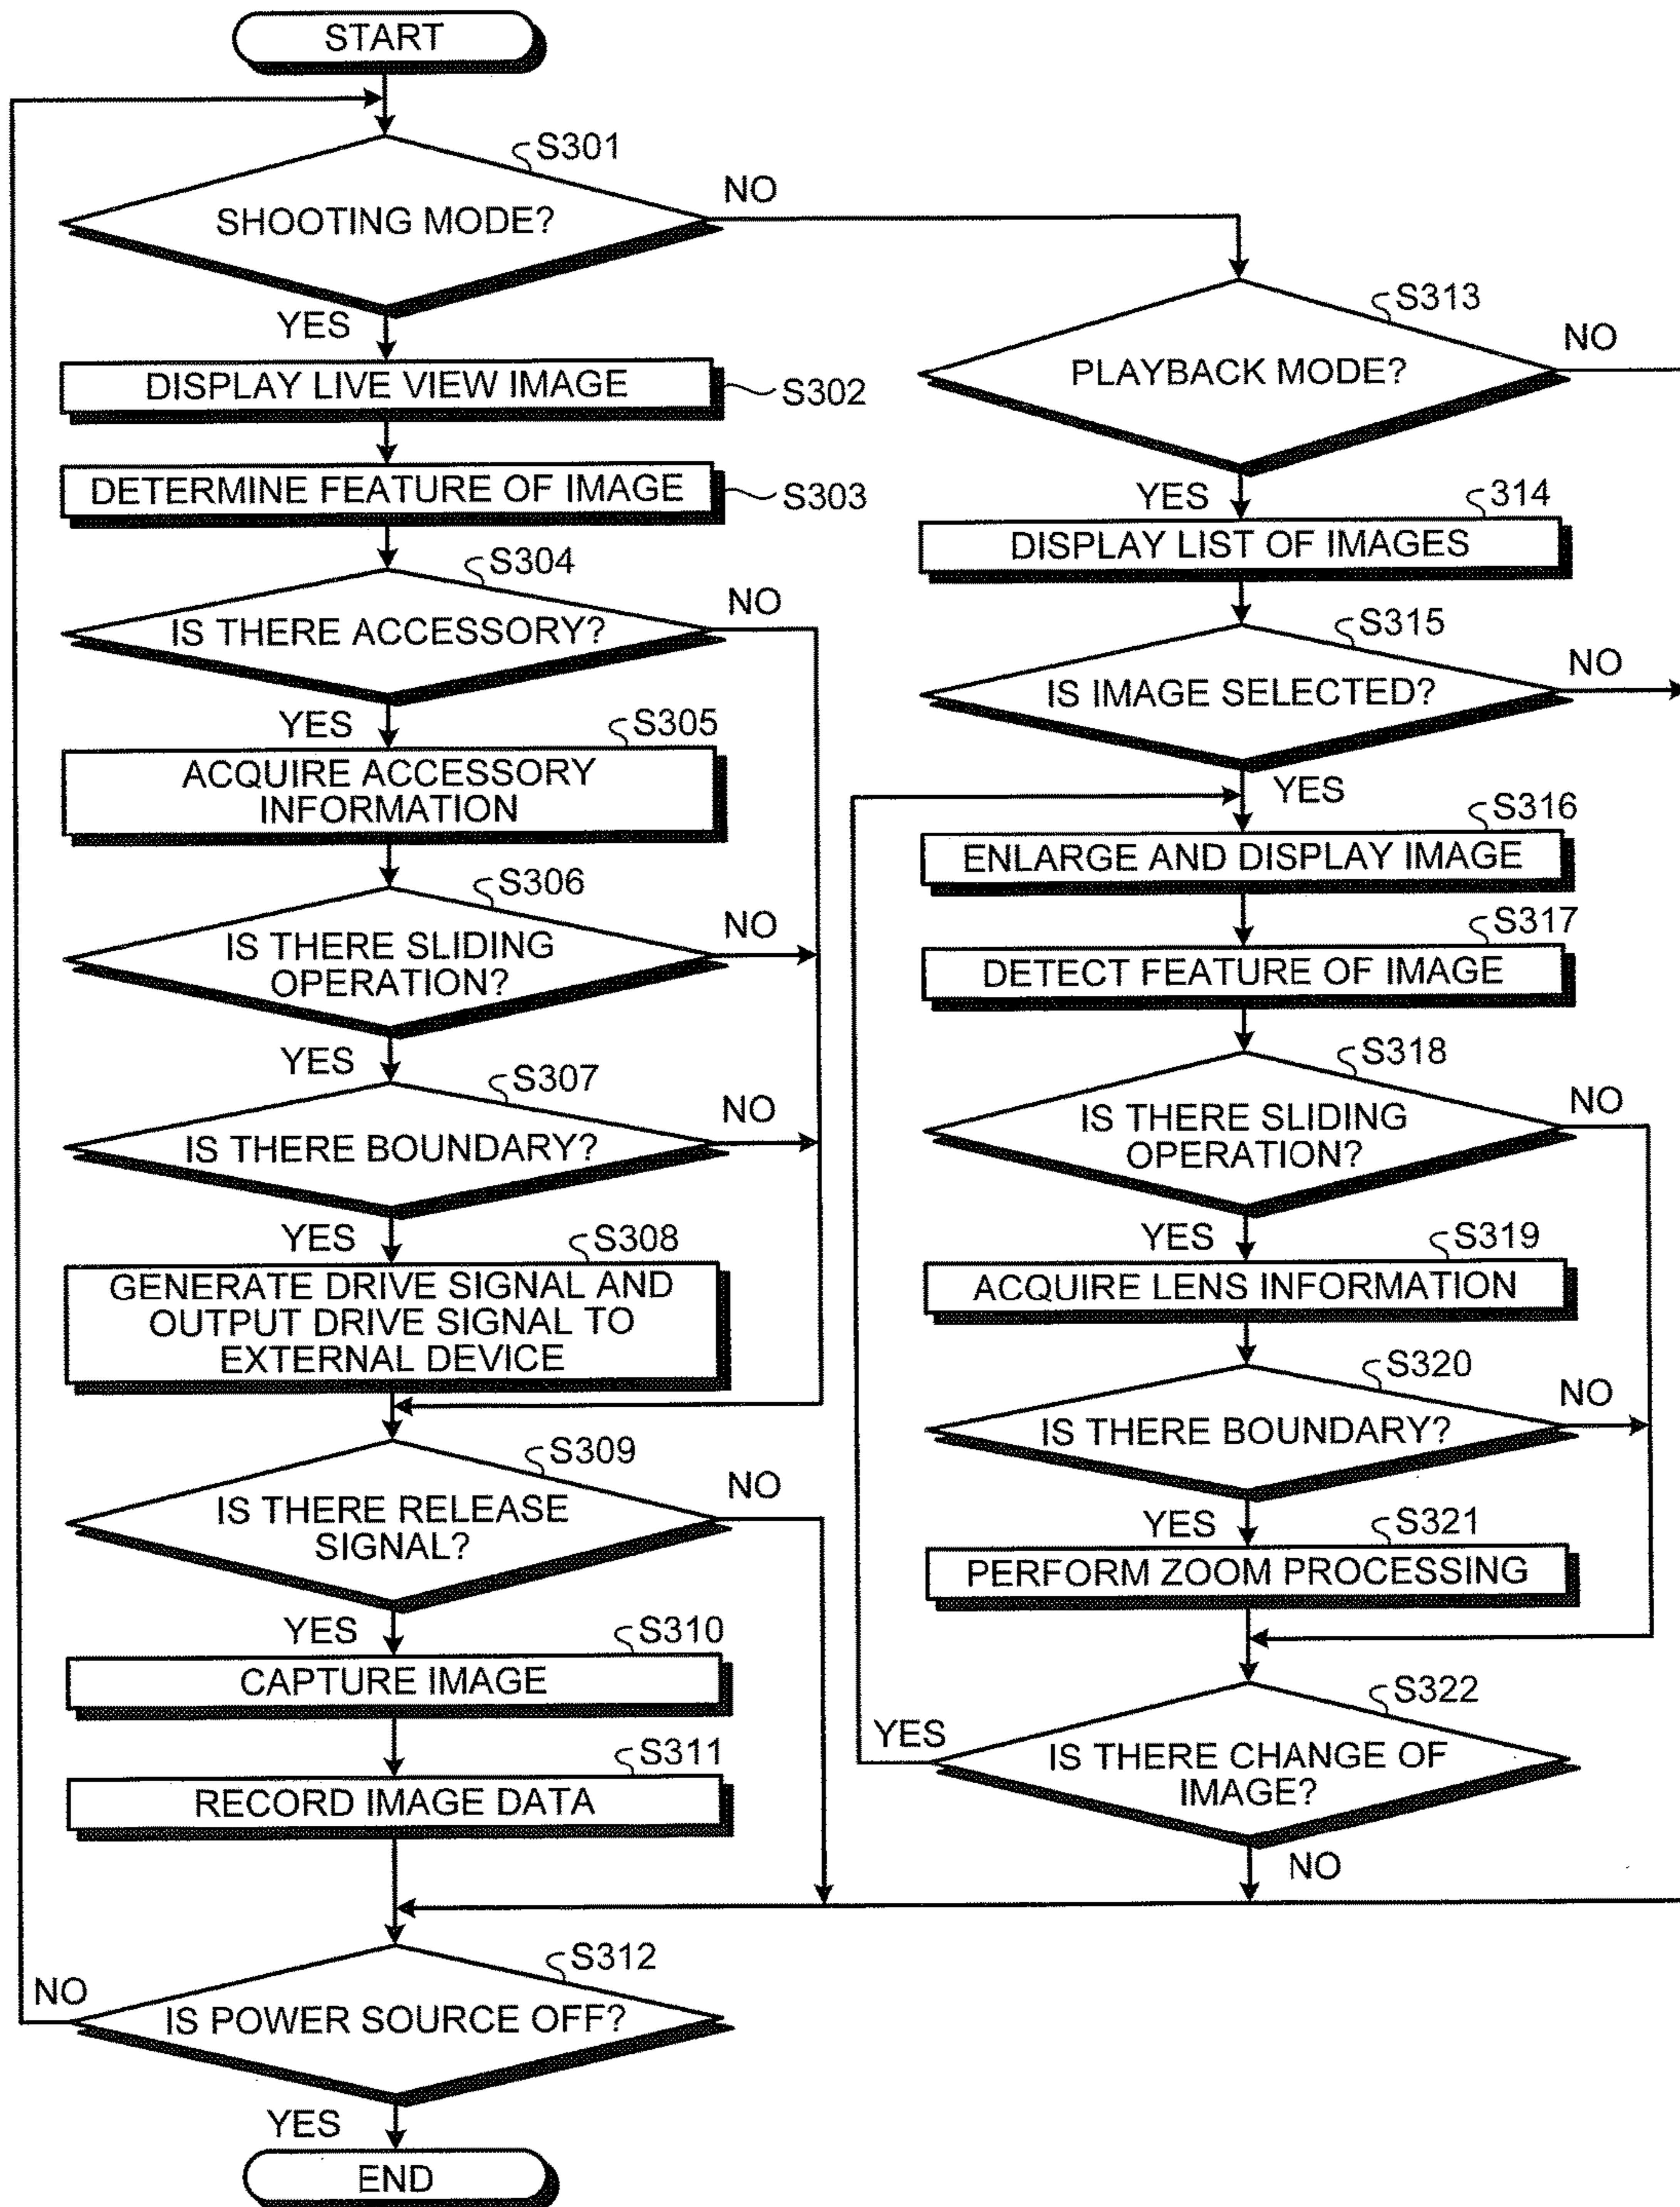 START
S301
SHOOTING MODE?
NO
YES
DISPLAY LIVE VIEW IMAGE
S302
DETERMINE FEATURE OF IMAGE
S303
S304
IS THERE ACCESSORY?
NO
YES
S305
ACQUIRE ACCESSORY
INFORMATION
S306
IS THERE SLIDING
OPERATION?
NO
YES
S307
IS THERE BOUNDARY?
NO
YES
S308
GENERATE DRIVE SIGNAL AND
OUTPUT DRIVE SIGNAL TO
EXTERNAL DEVICE
S309
IS THERE RELEASE
SIGNAL?
NO
YES
S310
CAPTURE IMAGE
S311
RECORD IMAGE DATA
S312
IS POWER SOURCE OFF?
NO
YES
END
S313
PLAYBACK MODE?
NO
YES
314
DISPLAY LIST OF IMAGES
S315
IS IMAGE SELECTED?
NO
YES
S316
ENLARGE AND DISPLAY IMAGE
S317
DETECT FEATURE OF IMAGE
S318
IS THERE SLIDING
OPERATION?
NO
YES
S319
ACQUIRE LENS INFORMATION
S320
IS THERE BOUNDARY?
NO
YES
S321
PERFORM ZOOM PROCESSING
S322
IS THERE CHANGE OF
IMAGE?
YES
NO